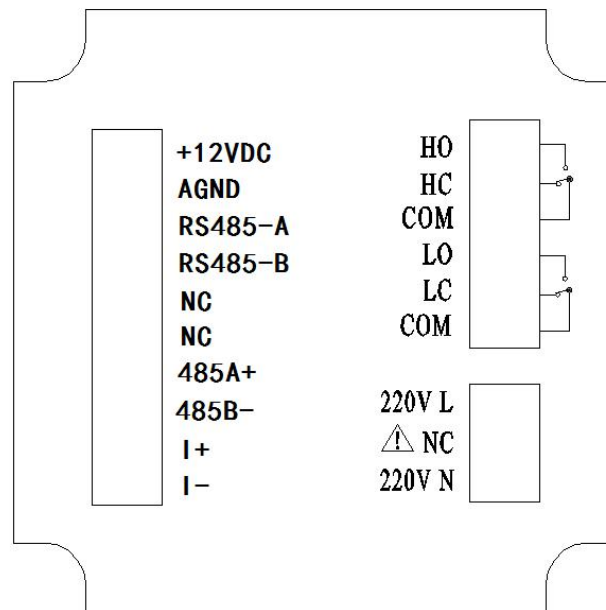 +12VDC
AGND
RS485-A
RS485-B
NC
NC
485A+
485B-
I+
I-
HO
HC
COM
LO
LC
COM
220V L
⚠ NC
220V N